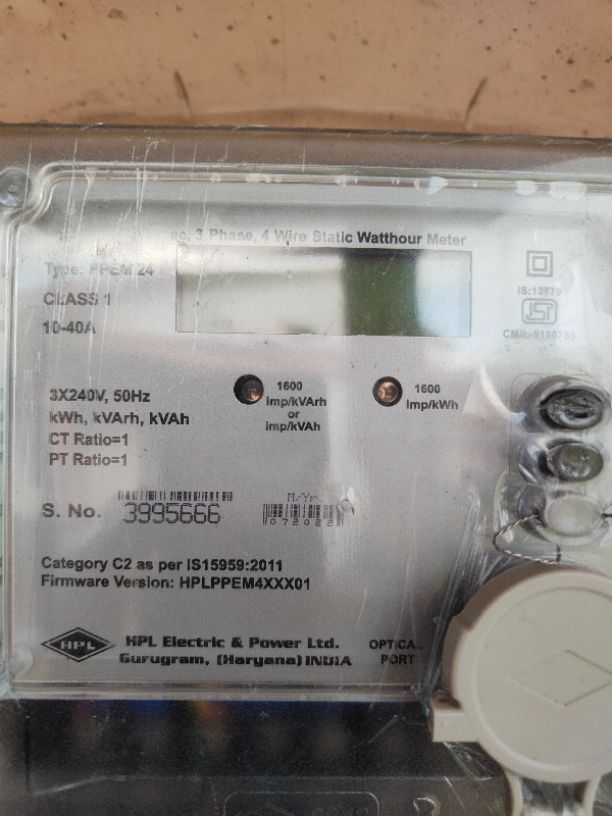 ac, 3 Phase, 4 Wire Static Watthour Meter
Type: PPEM 24
CLASS 1
10-40A
IS:13779
ISI
3X240V, 50Hz
kWh, kVArh, kVAh
CT Ratio=1
PT Ratio=1
1600
imp/kVArh
or
imp/kVAh
1600
imp/kWh
S. No. 3995666
M/Yr.
072022
Category C2 as per IS15959:2011
Firmware Version: HPLPPEM4XXX01
HPL
HPL Electric & Power Ltd.
Gurugram, (Haryana) INDIA
OPTICAL
PORT